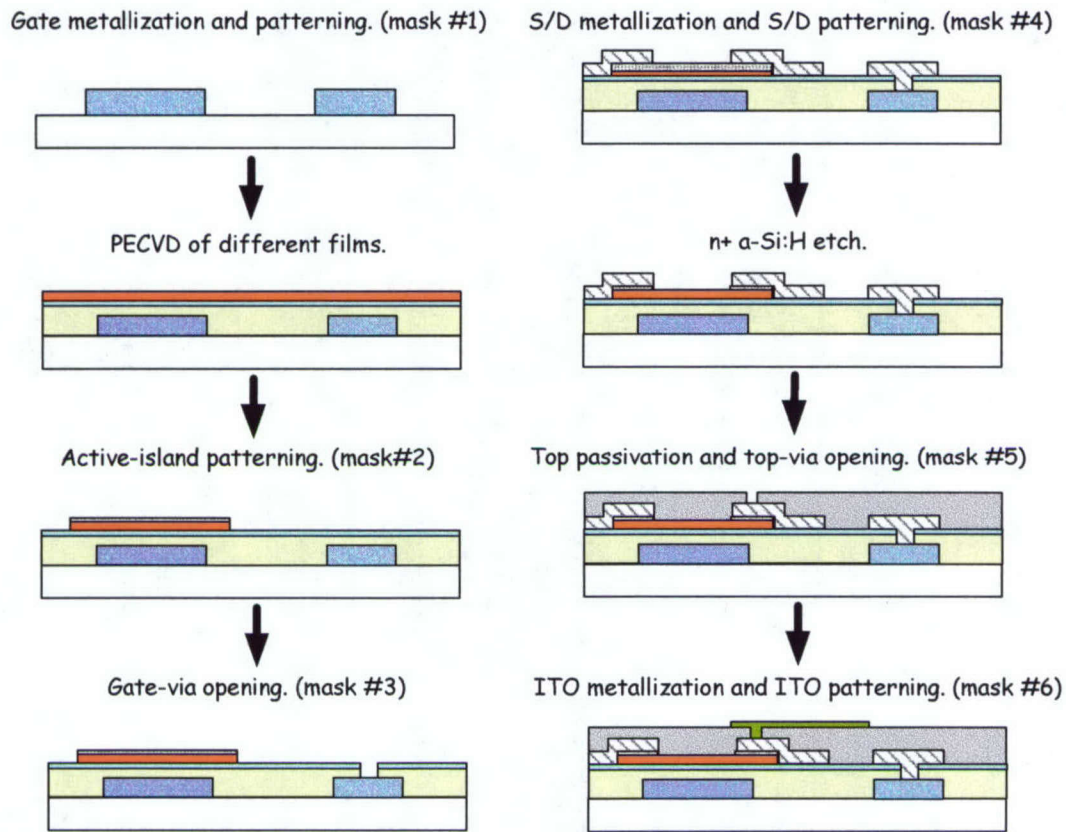 Gate metallization and patterning. (mask #1)
PECVD of different films.
Active-island patterning. (mask#2)
Gate-via opening. (mask #3)
S/D metallization and S/D patterning. (mask #4)
n+ a-Si:H etch.
Top passivation and top-via opening. (mask #5)
ITO metallization and ITO patterning. (mask #6)